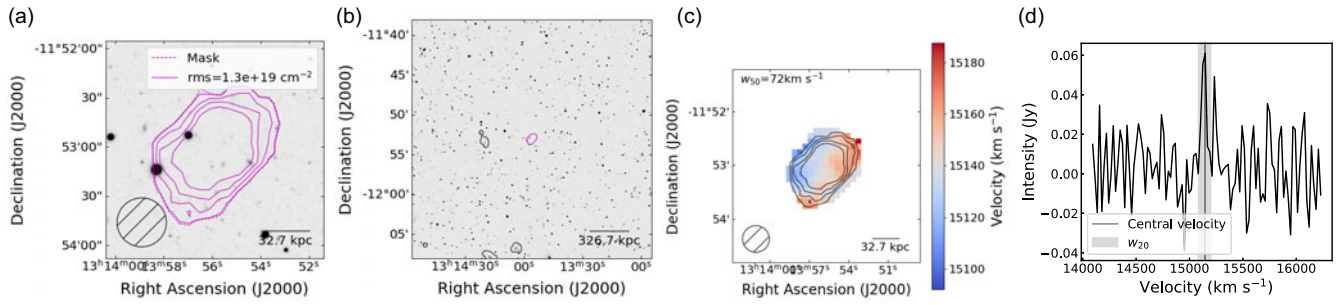 (a)
-11°52'00"
30"
53'00"
30"
54'00"
Declination (J2000)
Mask
rms=1.3e+19 cm⁻²
32.7 kpc
13ʰ14ᵐ00ˢ13ᵐ58ˢ 56ˢ 54ˢ 52ˢ
Right Ascension (J2000)
(b)
-11°40'
45'
50'
55'
-12°00'
05'
Declination (J2000)
326.7 kpc
13ʰ14ᵐ30ˢ 00ˢ 13ᵐ30ˢ 00ˢ
Right Ascension (J2000)
(c)
w₅₀=72km s⁻¹
-11°52'
53'
54'
Declination (J2000)
32.7 kpc
13ʰ14ᵐ00ˢ13ᵐ57ˢ 54ˢ 51ˢ
Right Ascension (J2000)
15180
15160
15140
15120
15100
Velocity (km s⁻¹)
(d)
0.06
0.04
0.02
0.00
−0.02
−0.04
Intensity (Jy)
Central velocity
w₂₀
14000 14500 15000 15500 16000
Velocity (km s⁻¹)